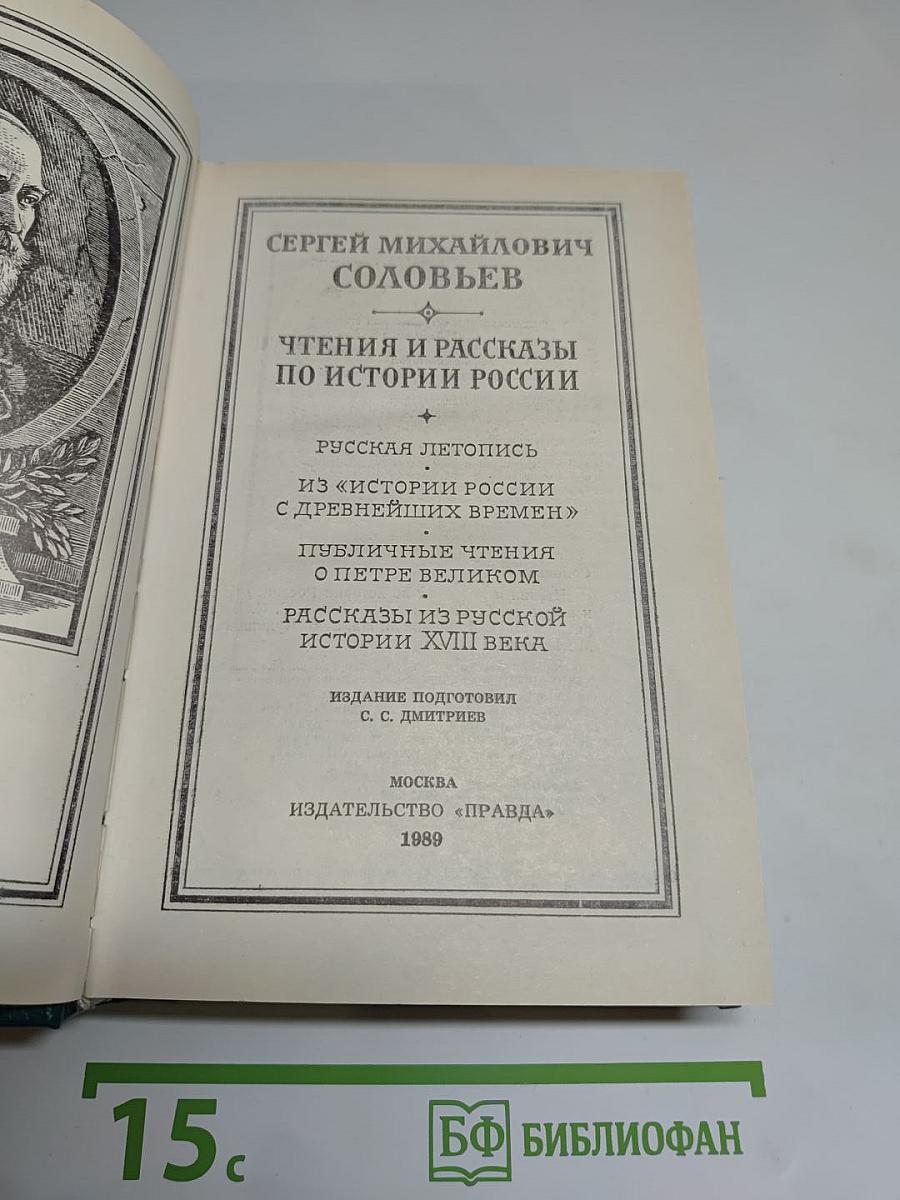 СЕРГЕЙ МИХАЙЛОВИЧ
СОЛОВЬЕВ
ЧТЕНИЯ И РАССКАЗЫ
ПО ИСТОРИИ РОССИИ
РУССКАЯ ЛЕТОПИСЬ
ИЗ «ИСТОРИИ РОССИИ
С ДРЕВНЕЙШИХ ВРЕМЕН»
ПУБЛИЧНЫЕ ЧТЕНИЯ
О ПЕТРЕ ВЕЛИКОМ
РАССКАЗЫ ИЗ РУССКОЙ
ИСТОРИИ XVIII ВЕКА
ИЗДАНИЕ ПОДГОТОВИЛ
С. С. ДМИТРИЕВ
МОСКВА
ИЗДАТЕЛЬСТВО «ПРАВДА»
1989
15 с
БФ БИБЛИОФАН